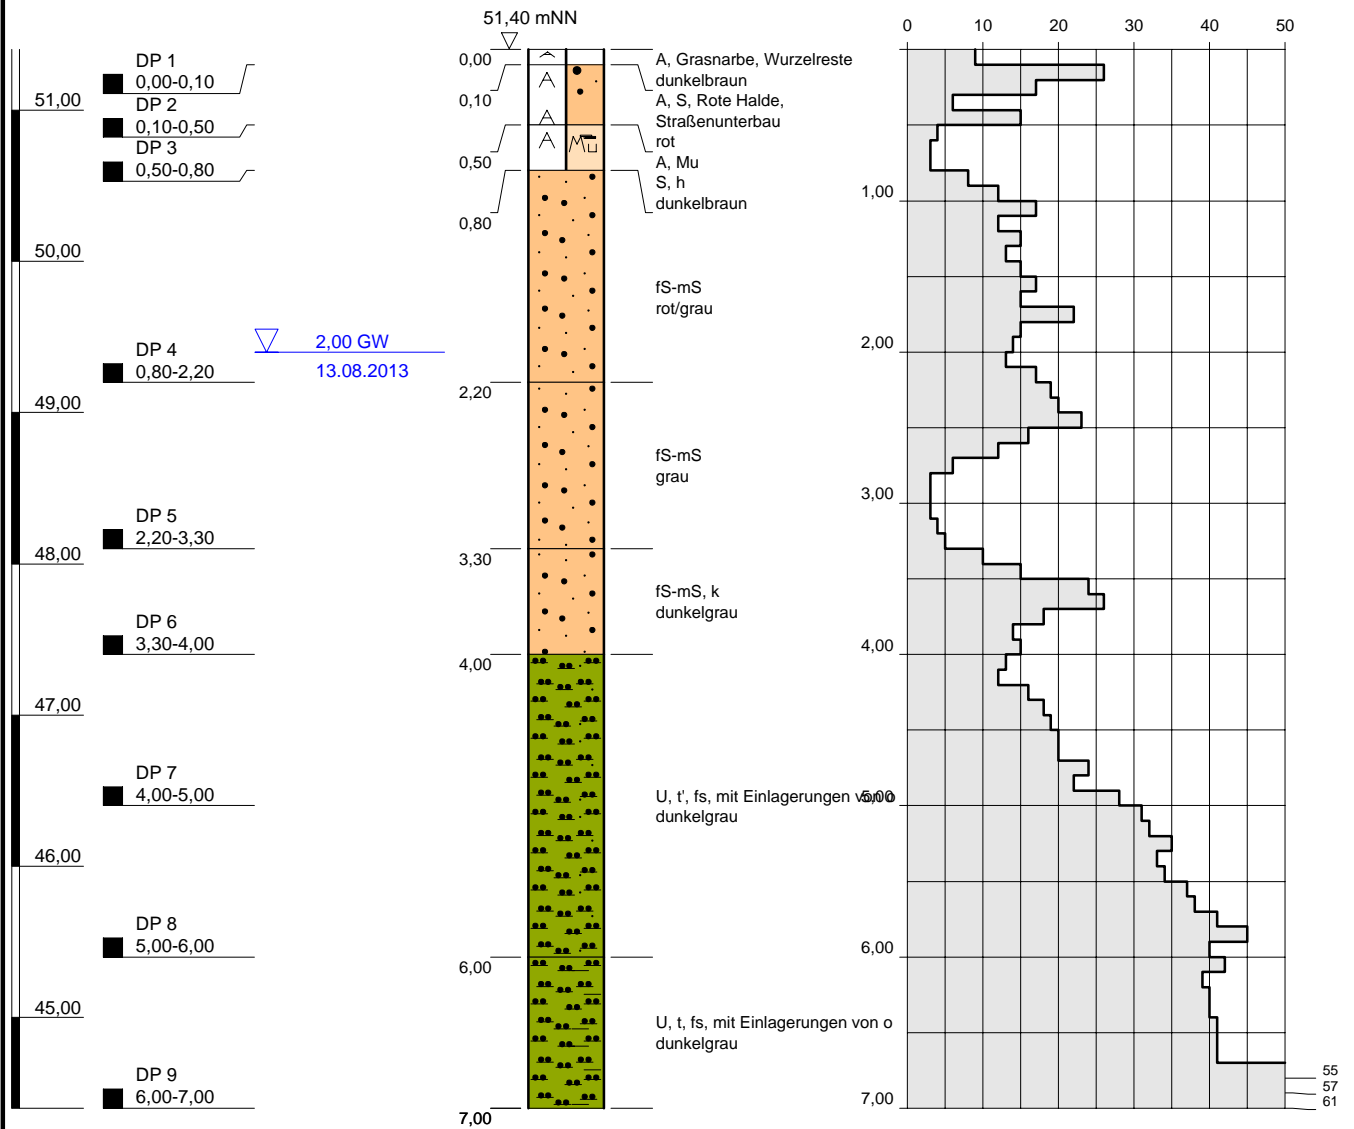 51,40 mNN
0 10 20 30 40 50
DP 1
0,00-0,10
DP 2
0,10-0,50
DP 3
0,50-0,80
DP 4
0,80-2,20
DP 5
2,20-3,30
DP 6
3,30-4,00
DP 7
4,00-5,00
DP 8
5,00-6,00
DP 9
6,00-7,00
51,00
50,00
49,00
48,00
47,00
46,00
45,00
2,00 GW
13.08.2013
0,00
0,10
0,50
0,80
2,20
3,30
4,00
6,00
7,00
A A A A Mu
A, Grasnarbe, Wurzelreste
dunkelbraun
A, S, Rote Halde,
Straßenunterbau
rot
A, Mu
S, h
dunkelbraun
fS-mS
rot/grau
fS-mS
grau
fS-mS, k
dunkelgrau
U, t', fs, mit Einlagerungen von o
dunkelgrau
U, t, fs, mit Einlagerungen von o
dunkelgrau
1,00
2,00
3,00
4,00
5,00
6,00
7,00
55
57
61